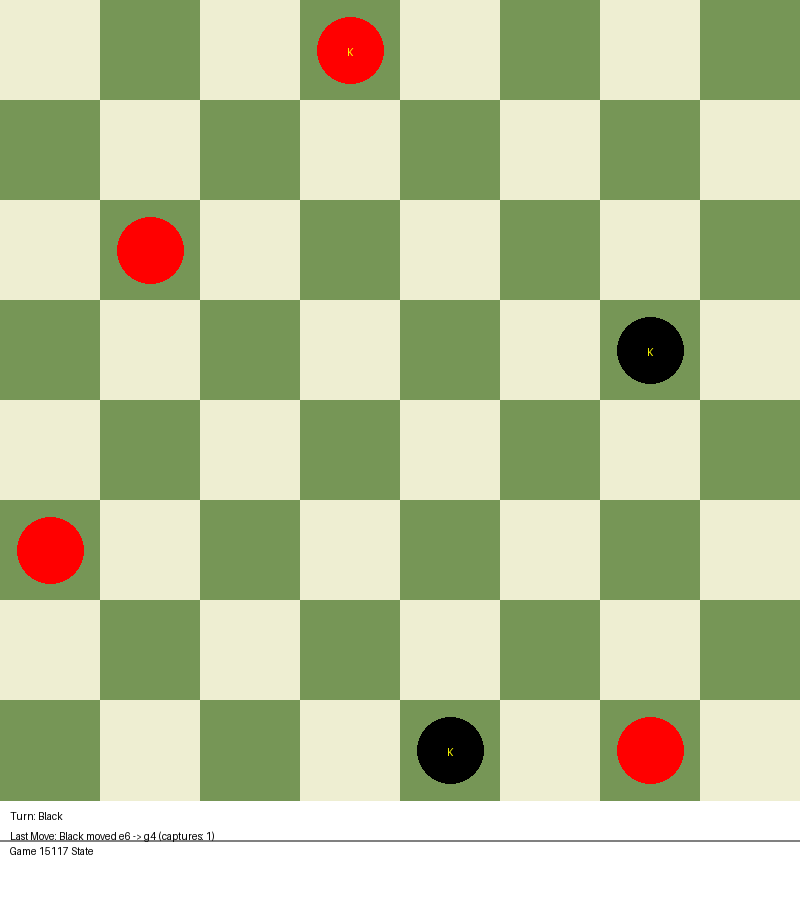 K
K
K
Turn: Black
Last Move: Black moved e6 -> g4 (captures: 1)
Game 15117 State